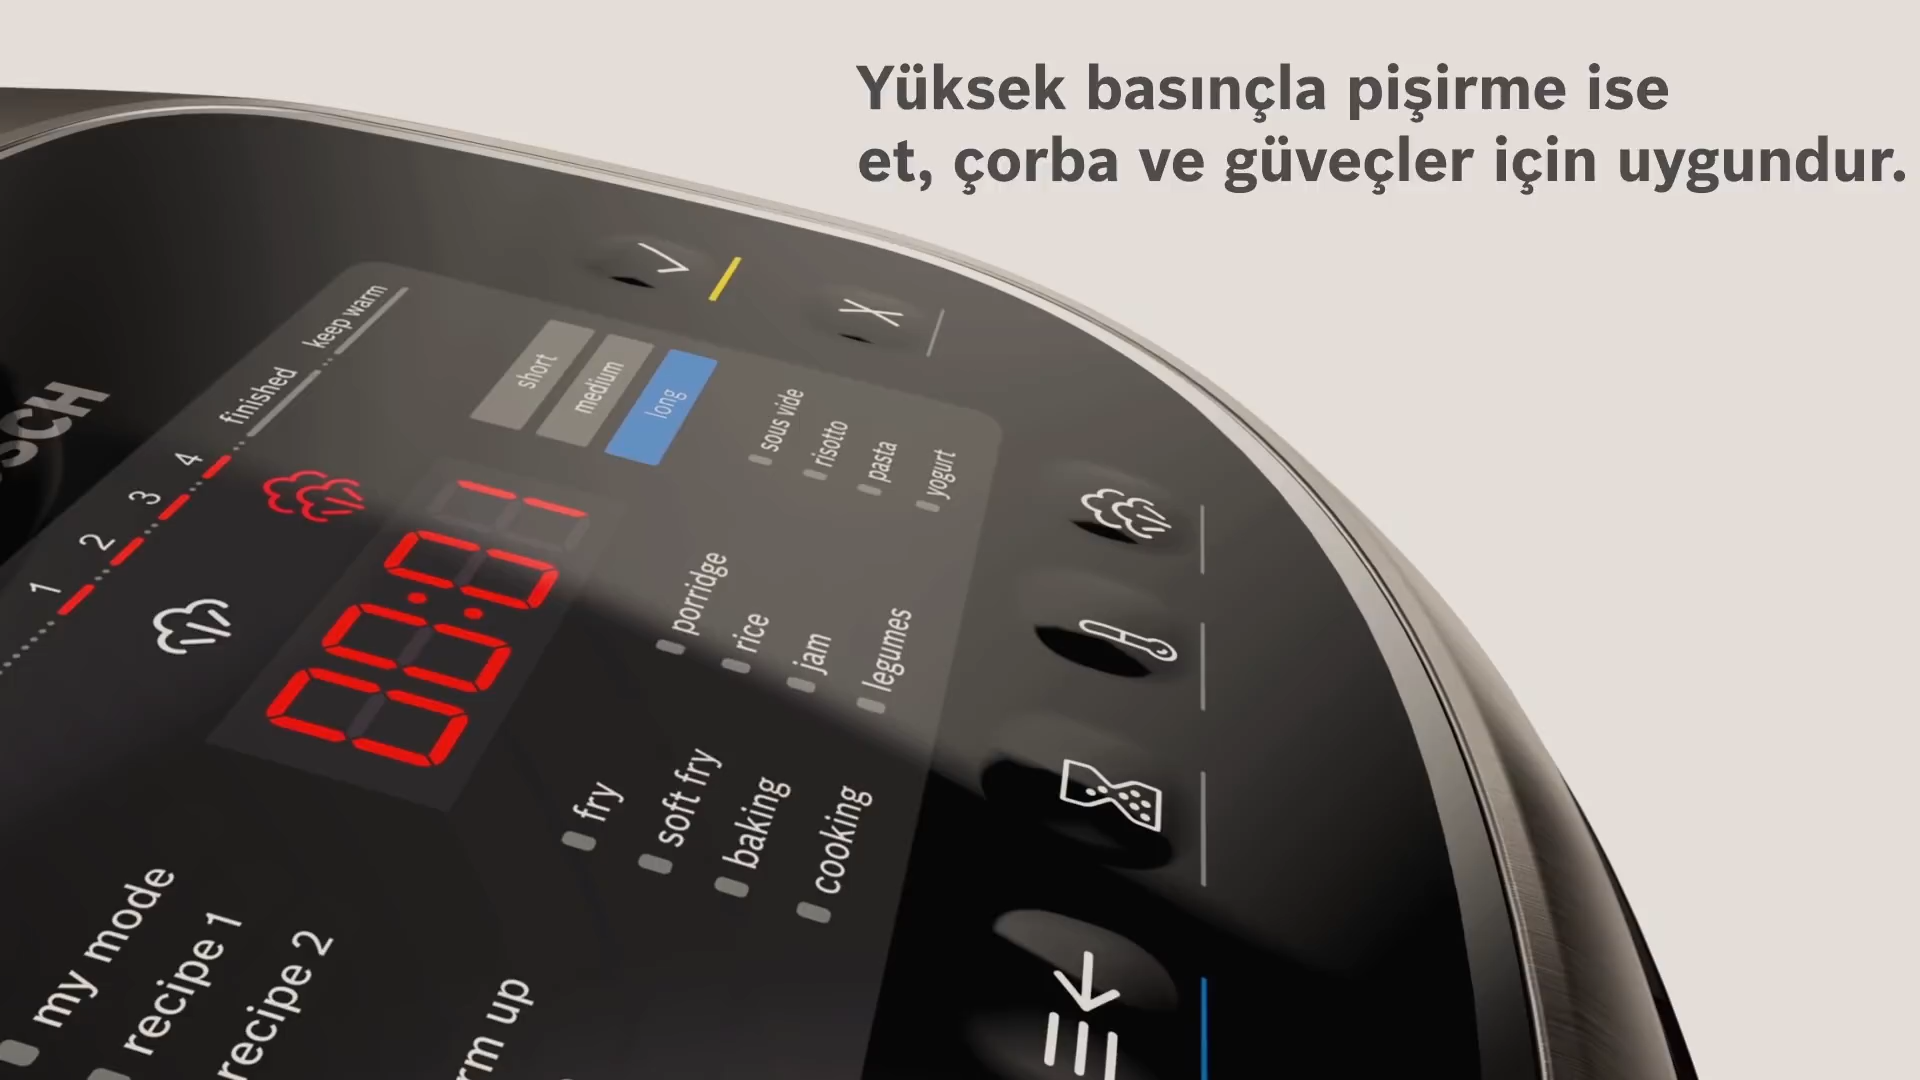 Yüksek basınçla pişirme ise
et, çorba ve güveçler için uygundur.
keep warm
finished
4
3
2
1
short
medium
long
00:01
sous vide
risotto
pasta
yogurt
porridge
rice
jam
legumes
fry
soft fry
baking
cooking
my mode
recipe 1
recipe 2